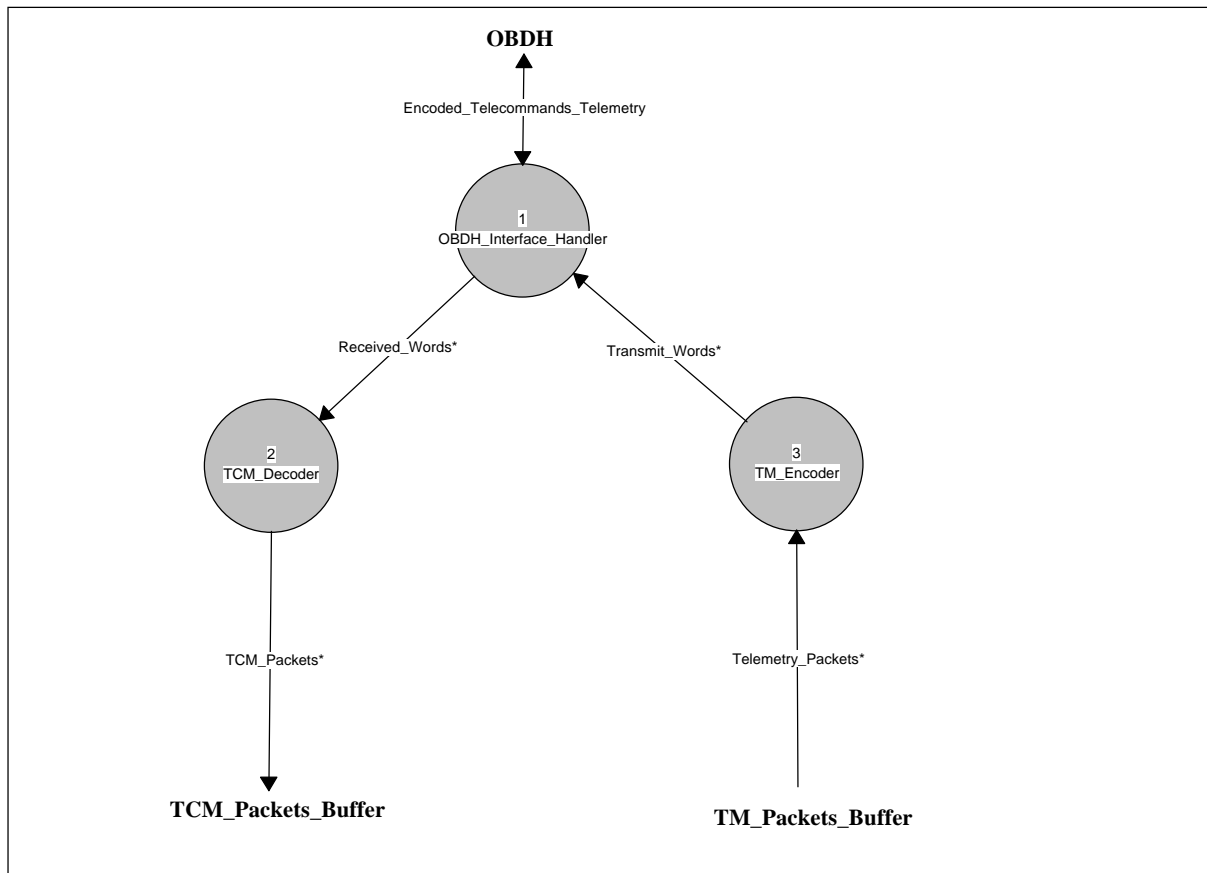 OBDH
Encoded_Telecommands_Telemetry
1
OBDH_Interface_Handler
Received_Words*
Transmit_Words*
2
TCM_Decoder
3
TM_Encoder
TCM_Packets*
Telemetry_Packets*
TCM_Packets_Buffer
TM_Packets_Buffer